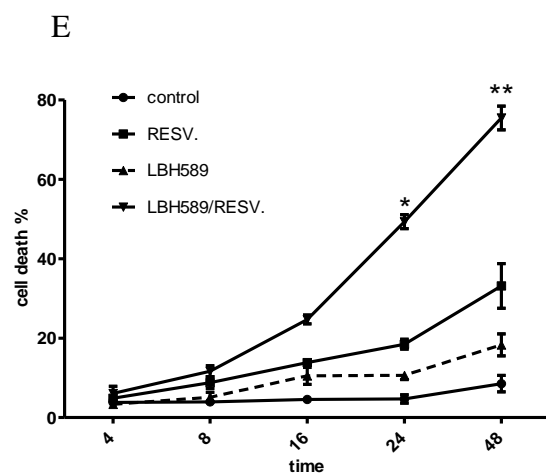 E
control
RESV.
LBH589
LBH589/RESV.
**
*
80
60
40
20
0
cell death %
4
8
16
24
48
time